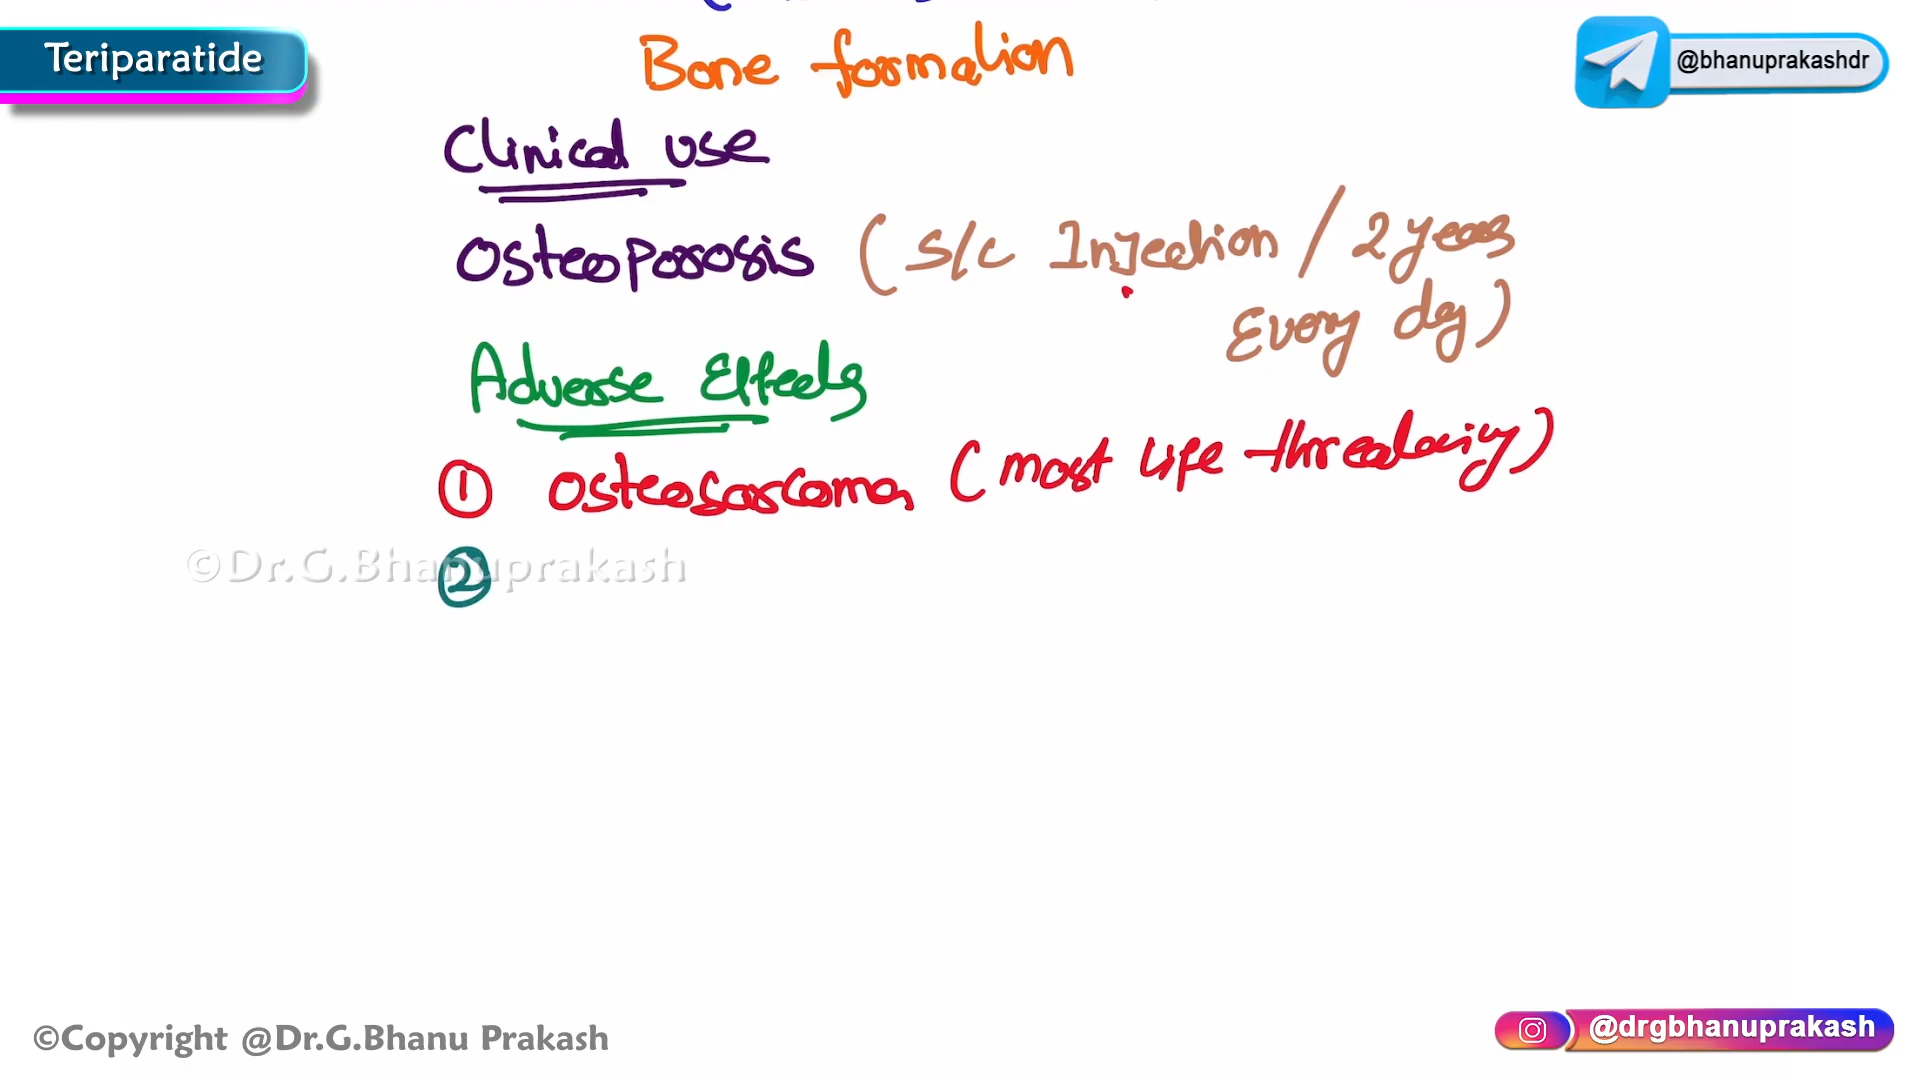 Teriparatide
@bhanuprakashdr
Bone formation
Clinical use
Osteoporosis (S/C Injection / 2 years
Every day)
Adverse Effects
① Osteosarcoma (most life threatening)
②
©Dr.G.Bhanuprakash
©Copyright @Dr.G.Bhanu Prakash
@drgbhanuprakash